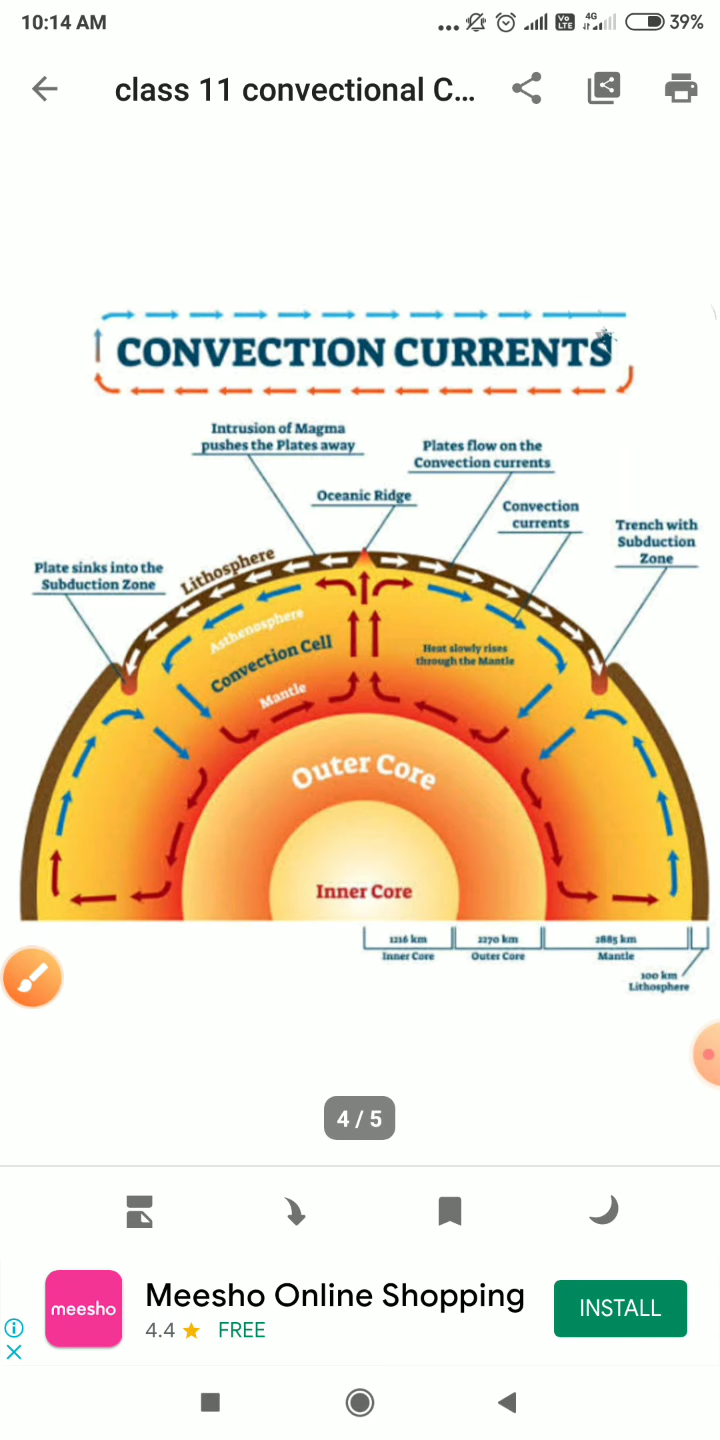 10:14 AM
4G
Vo LTE
39%
class 11 convectional C...
CONVECTION CURRENTS
Intrusion of Magma
pushes the Plates away
Plates flow on the
Convection currents
Oceanic Ridge
Convection
currents
Trench with
Subduction
Zone
Plate sinks into the
Subduction Zone
Lithosphere
Asthenosphere
Convection Cell
Heat slowly rises
through the Mantle
Mantle
Outer Core
Inner Core
1216 km
Inner Core
2270 km
Outer Core
2885 km
Mantle
100 km
Lithosphere
4 / 5
meesho
Meesho Online Shopping
4.4 ★ FREE
INSTALL